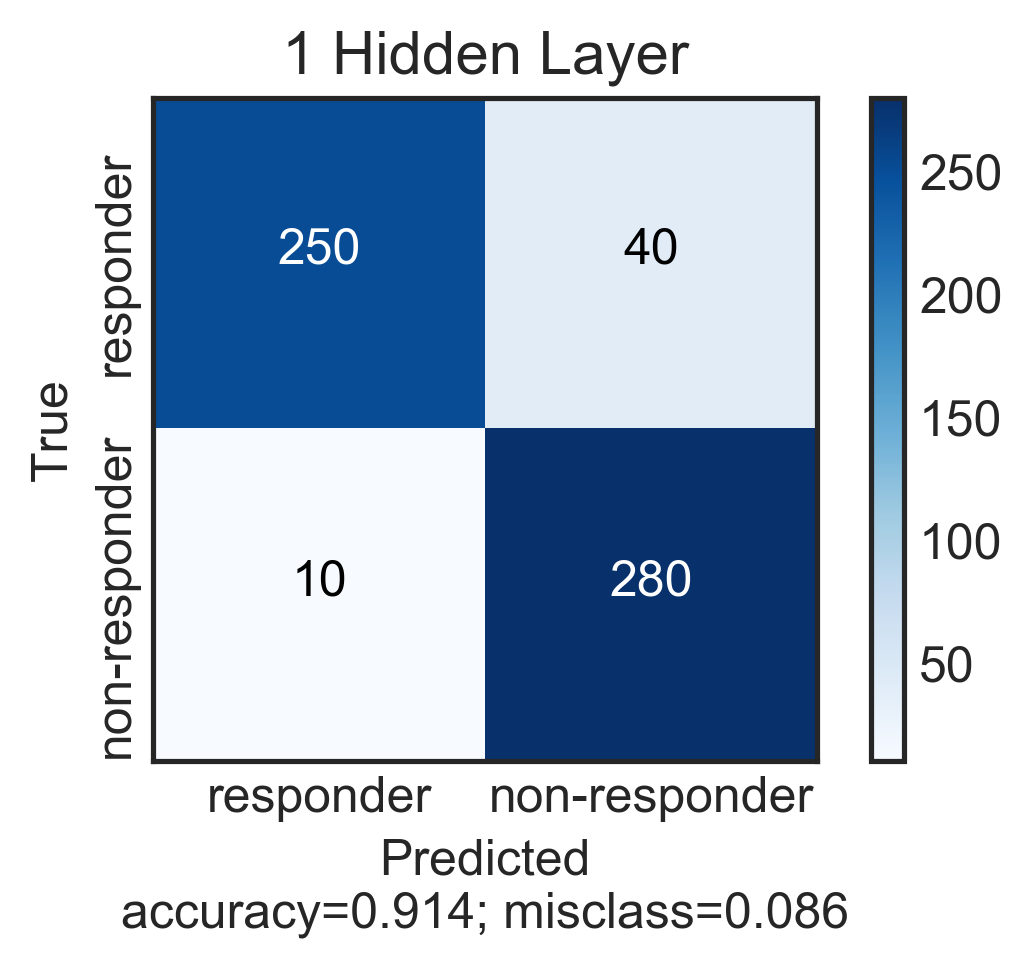 1 Hidden Layer
responder
non-responder
True
250
40
10
280
250
200
150
100
50
responder
non-responder
Predicted
accuracy=0.914; misclass=0.086